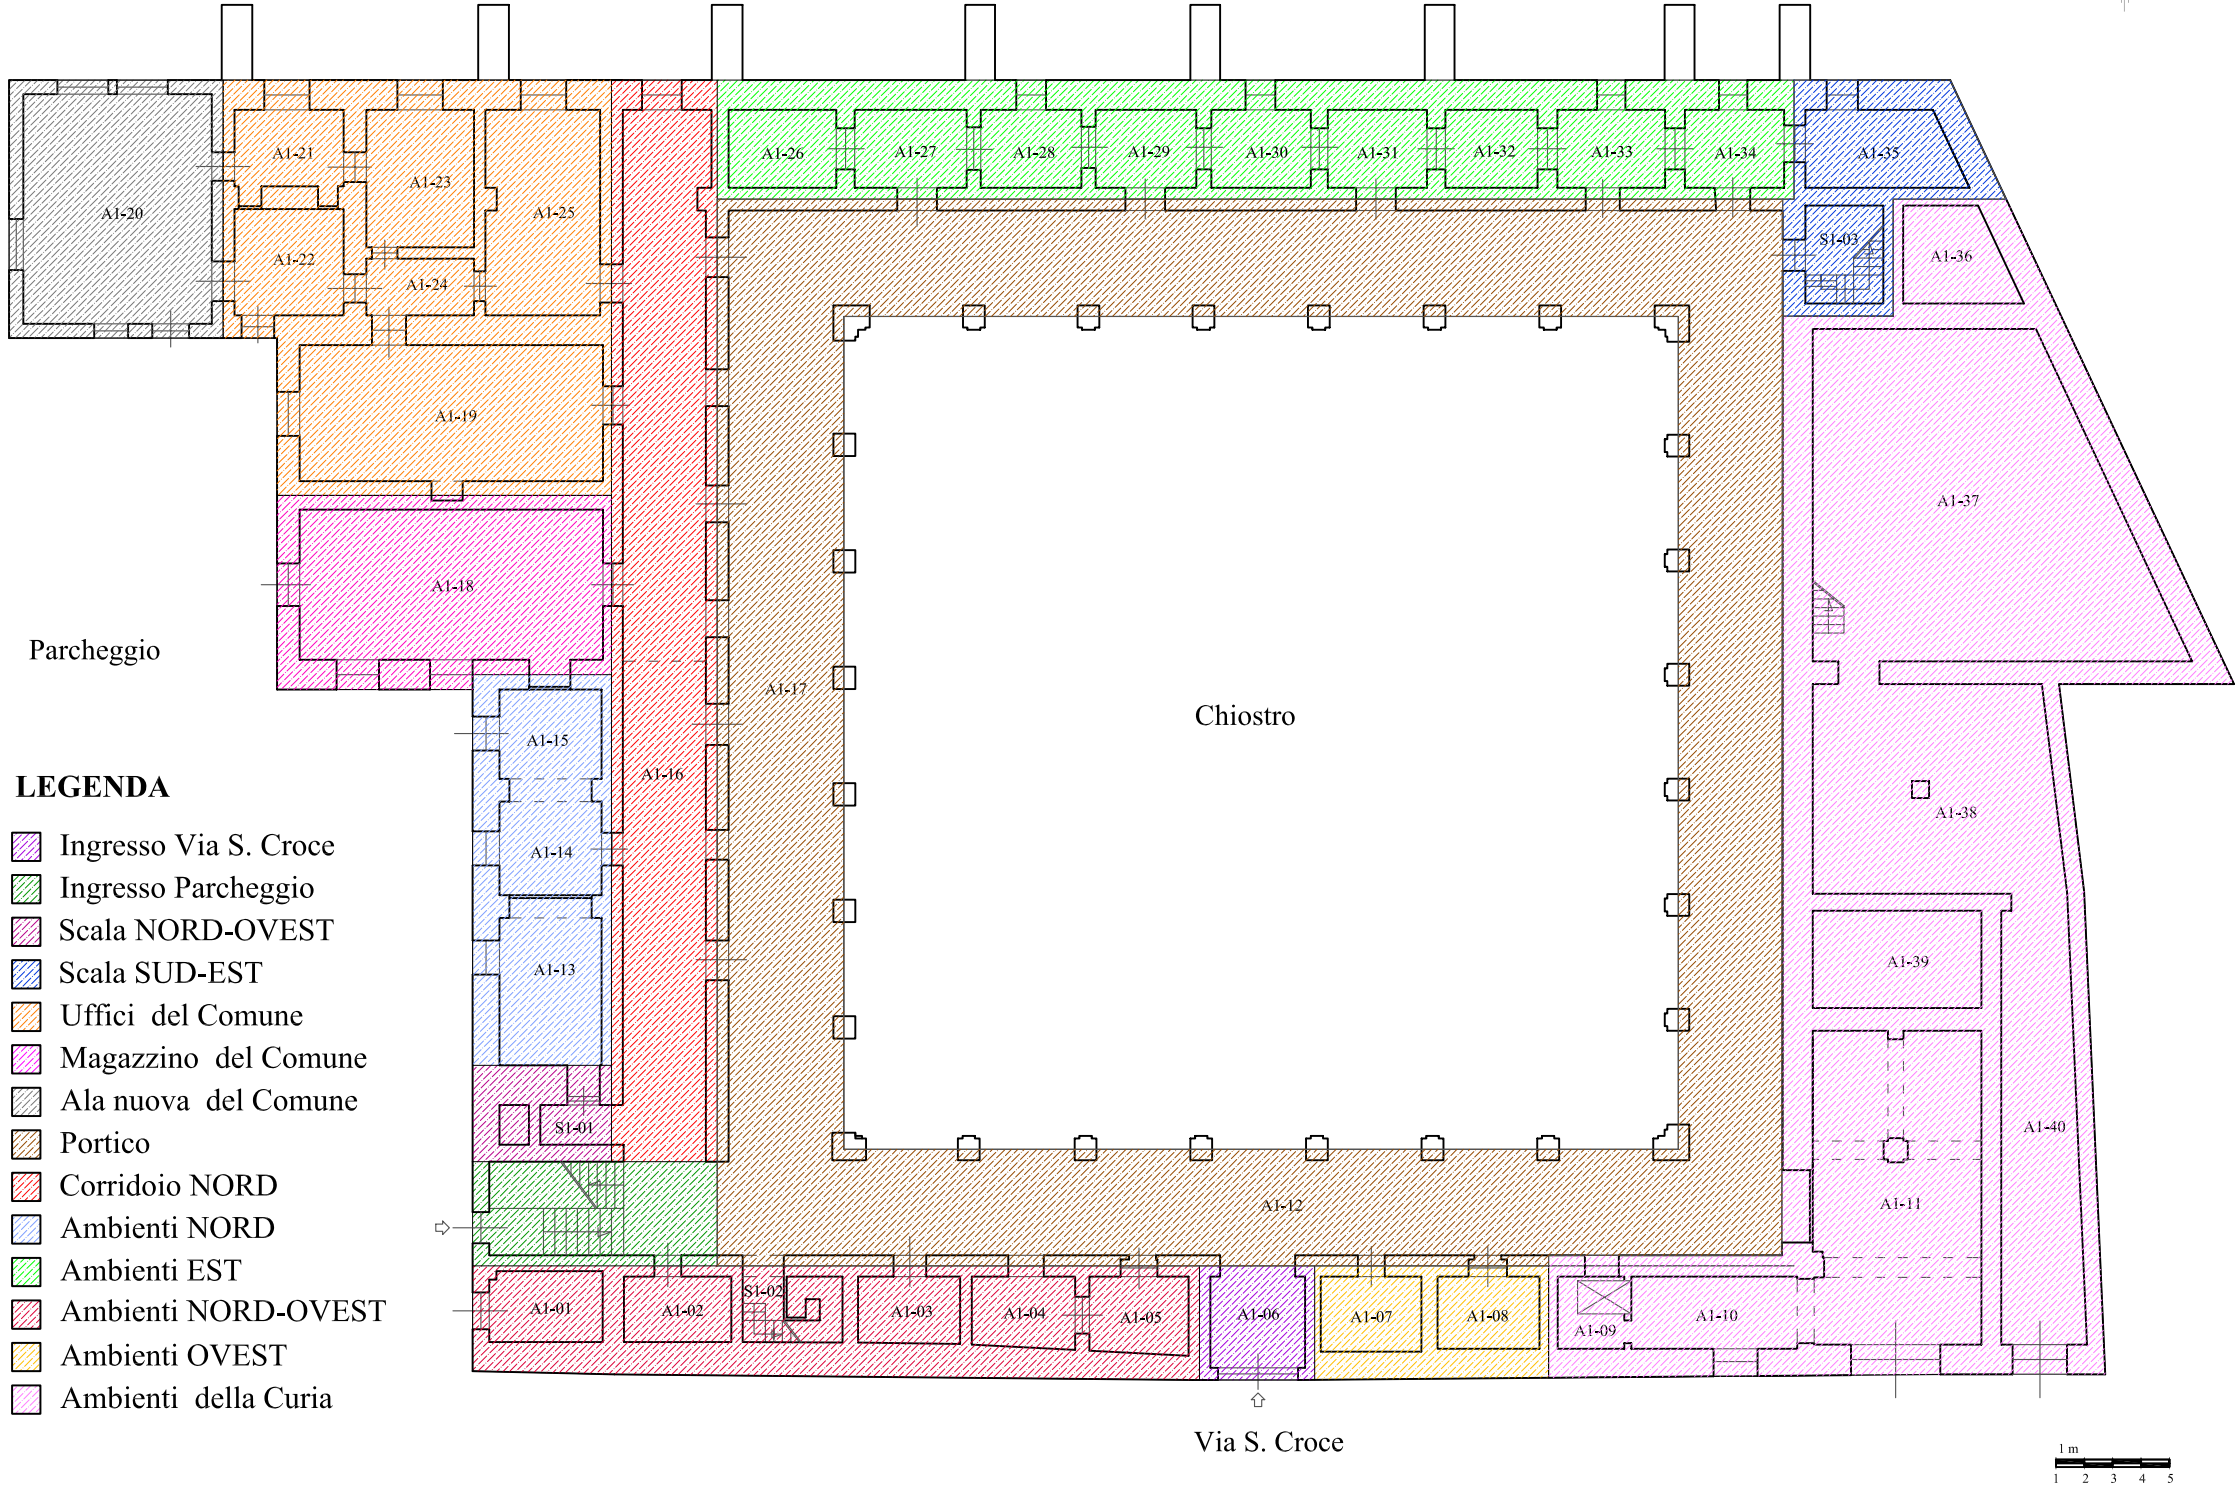 A1-26
A1-27
A1-28
A1-29
A1-30
A1-31
A1-32
A1-33
A1-34
A1-35
A1-21
A1-23
A1-20
A1-25
A1-22
A1-24
S1-03
A1-36
A1-19
A1-37
A1-18
Parcheggio
A1-17
Chiostro
A1-15
A1-16
A1-14
A1-38
A1-13
A1-39
S1-01
A1-40
A1-12
A1-11
LEGENDA
Ingresso Via S. Croce
Ingresso Parcheggio
Scala NORD-OVEST
Scala SUD-EST
Uffici del Comune
Magazzino del Comune
Ala nuova del Comune
Portico
Corridoio NORD
Ambienti NORD
Ambienti EST
Ambienti NORD-OVEST
Ambienti OVEST
Ambienti della Curia
A1-01
A1-02
S1-02
A1-03
A1-04
A1-05
A1-06
A1-07
A1-08
A1-09
A1-10
Via S. Croce
1 m
1 2 3 4 5